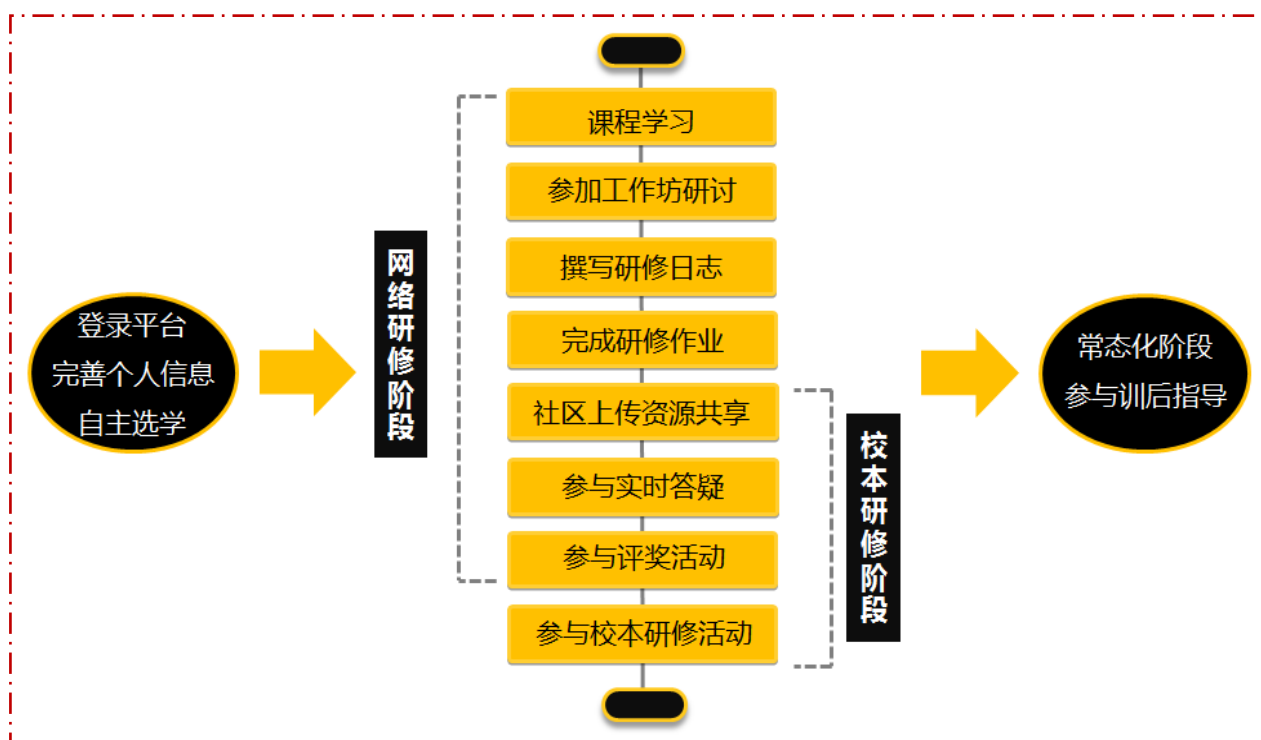 登录平台
完善个人信息
自主选学
网络研修阶段
课程学习
参加工作坊研讨
撰写研修日志
完成研修作业
社区上传资源共享
参与实时答疑
参与评奖活动
参与校本研修活动
校本研修阶段
常态化阶段
参与训后指导